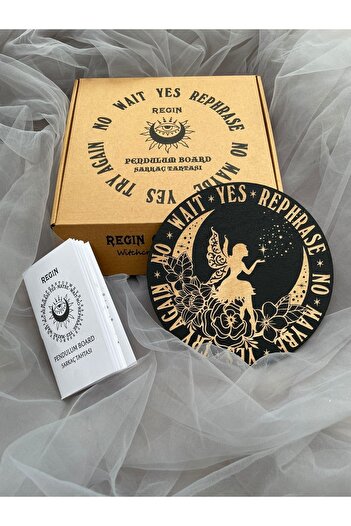 NO WAIT YES REPHRASE NO MAYBE YES TRY AGAIN
REGIN
PENDULUM BOARD
SARKAÇ TAHTASI
REGIN
NO ★ WAIT ★ YES ★ REPHRASE ★ NO ★ MAYBE ★ YES ★ TRY AGAIN
REGIN
PENDULUM BOARD
SARKAÇ TAHTASI